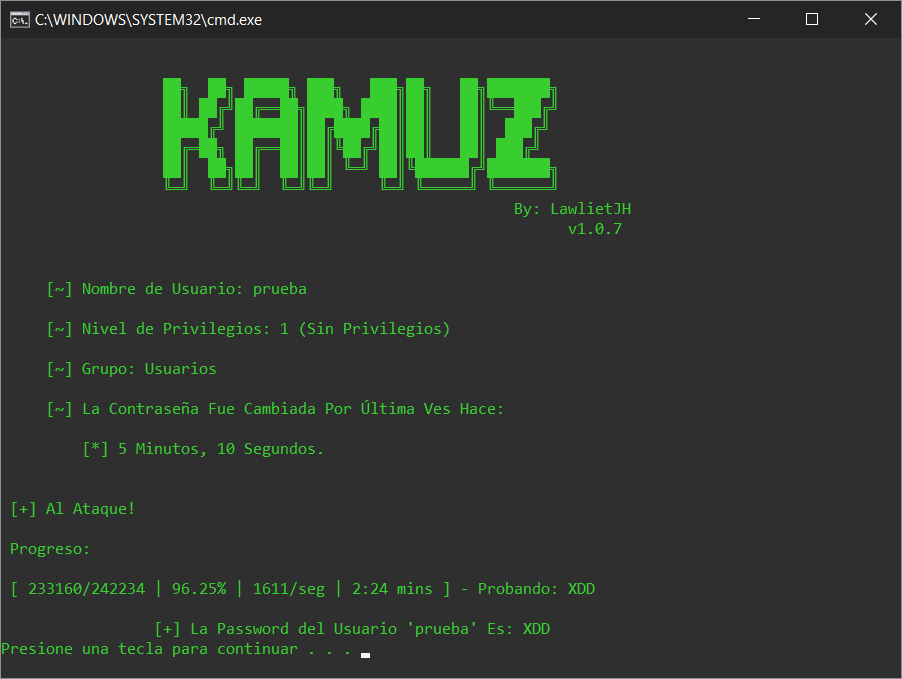 C:\WINDOWS\SYSTEM32\cmd.exe
KAMUZ
By: LawlietJH
v1.0.7
[~] Nombre de Usuario: prueba
[~] Nivel de Privilegios: 1 (Sin Privilegios)
[~] Grupo: Usuarios
[~] La Contraseña Fue Cambiada Por Última Ves Hace:
[*] 5 Minutos, 10 Segundos.
[+] Al Ataque!
Progreso:
[ 233160/242234 | 96.25% | 1611/seg | 2:24 mins ] - Probando: XDD
[+] La Password del Usuario 'prueba' Es: XDD
Presione una tecla para continuar . . .